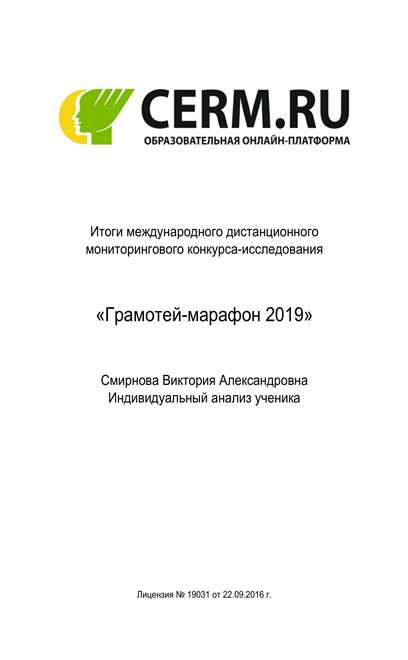 CERM.RU
ОБРАЗОВАТЕЛЬНАЯ ОНЛАЙН-ПЛАТФОРМА
Итоги международного дистанционного
мониторингового конкурса-исследования
«Грамотей-марафон 2019»
Смирнова Виктория Александровна
Индивидуальный анализ ученика
Лицензия № 19031 от 22.09.2016 г.